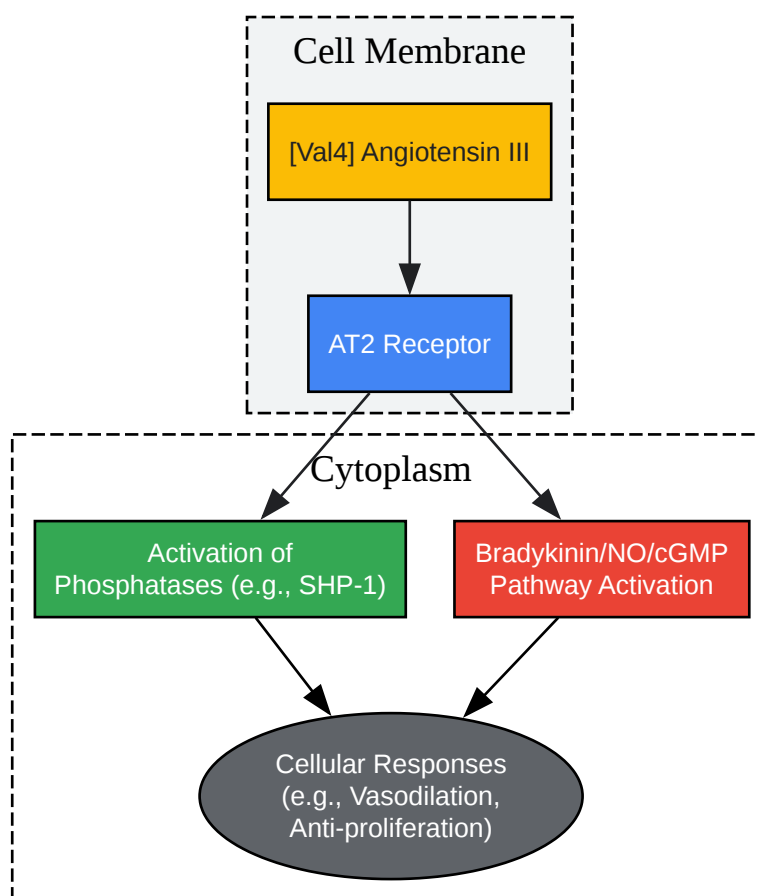 Cell Membrane
[Val4] Angiotensin III
AT2 Receptor
Cytoplasm
Activation of
Phosphatases (e.g., SHP-1)
Bradykinin/NO/cGMP
Pathway Activation
Cellular Responses
(e.g., Vasodilation,
Anti-proliferation)